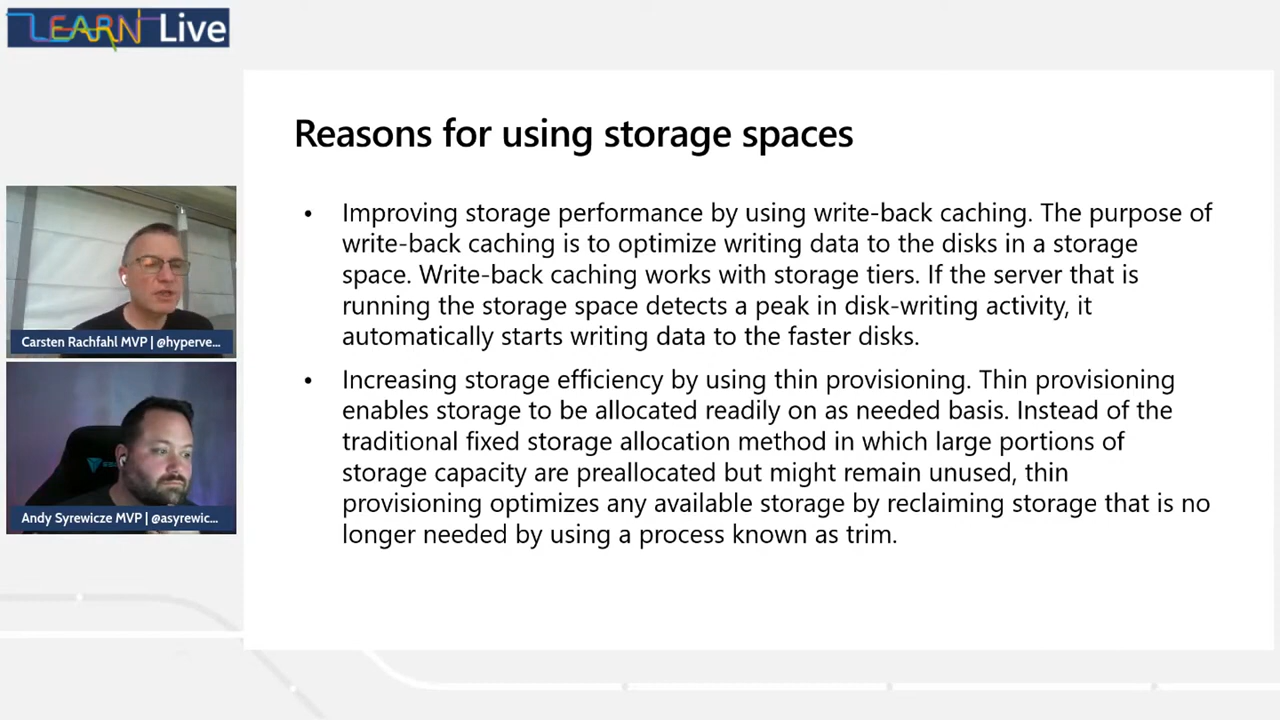 LEARN Live
Reasons for using storage spaces
• Improving storage performance by using write-back caching. The purpose of
write-back caching is to optimize writing data to the disks in a storage
space. Write-back caching works with storage tiers. If the server that is
running the storage space detects a peak in disk-writing activity, it
automatically starts writing data to the faster disks.
• Increasing storage efficiency by using thin provisioning. Thin provisioning
enables storage to be allocated readily on as needed basis. Instead of the
traditional fixed storage allocation method in which large portions of
storage capacity are preallocated but might remain unused, thin
provisioning optimizes any available storage by reclaiming storage that is no
longer needed by using a process known as trim.
Carsten Rachfahl MVP | @hyperve...
Andy Syrewicze MVP | @asyrewic...